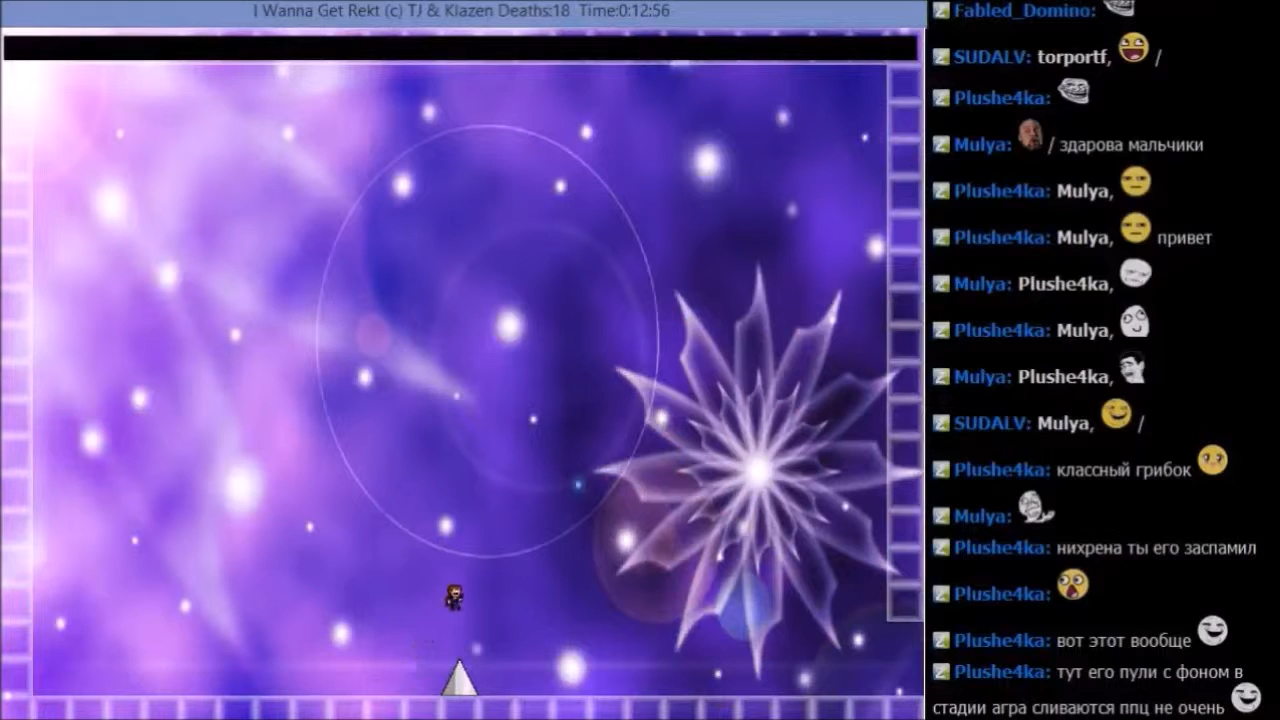 I Wanna Get Rekt (c) TJ & Klazen Deaths:18 Time:0:12:56
Fabled_Domino:
SUDALV: torportf, /
Plushe4ka:
Mulya: / здарова мальчики
Plushe4ka: Mulya,
Plushe4ka: Mulya, привет
Mulya: Plushe4ka,
Plushe4ka: Mulya,
Mulya: Plushe4ka,
SUDALV: Mulya, /
Plushe4ka: классный грибок
Mulya:
Plushe4ka: нихрена ты его заспамил
Plushe4ka:
Plushe4ka: вот этот вообще
Plushe4ka: тут его пули с фоном в
стадии агра сливаются ппц не очень